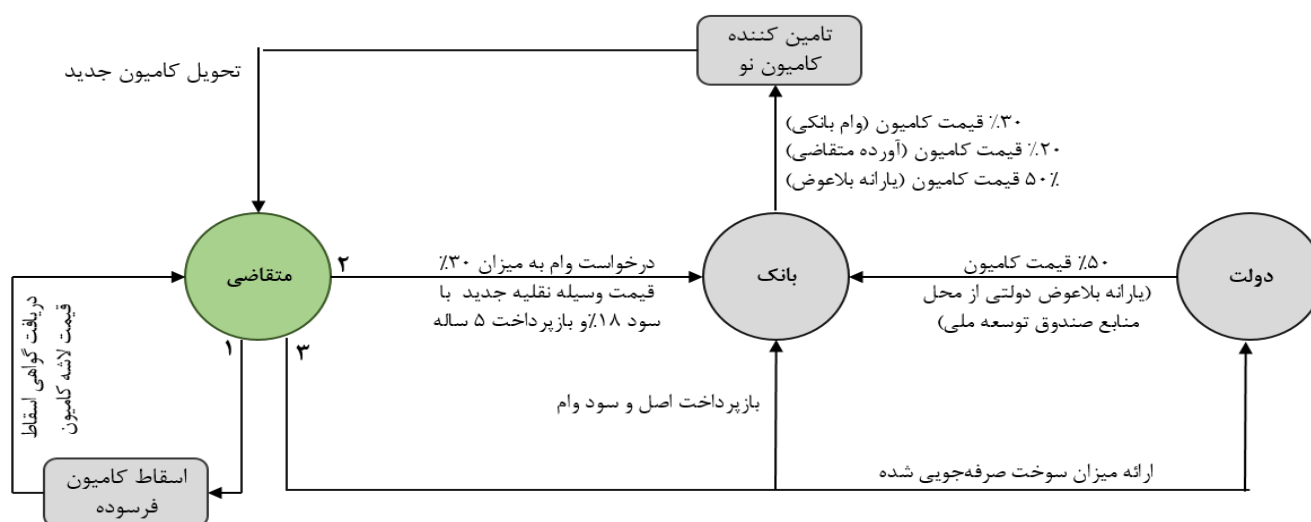 تامین کننده
کامیون نو
تحویل کامیون جدید
٪۳۰ قیمت کامیون (وام بانکی)
٪۲۰ قیمت کامیون (آورده متقاضی)
۵۰٪ قیمت کامیون (یارانه بلاعوض)
دولت
٪۵۰ قیمت کامیون
(یارانه بلاعوض دولتی از محل
منابع صندوق توسعه ملی)
بانک
درخواست وام به میزان ۳۰٪
قیمت وسیله نقلیه جدید با
سود ۱۸٪و بازپرداخت ۵ ساله
متقاضی
۲
۱
۳
دریافت گواهی اسقاط
قیمت لاشه کامیون
بازپرداخت اصل و سود وام
ارائه میزان سوخت صرفه‌جویی شده
اسقاط کامیون
فرسوده